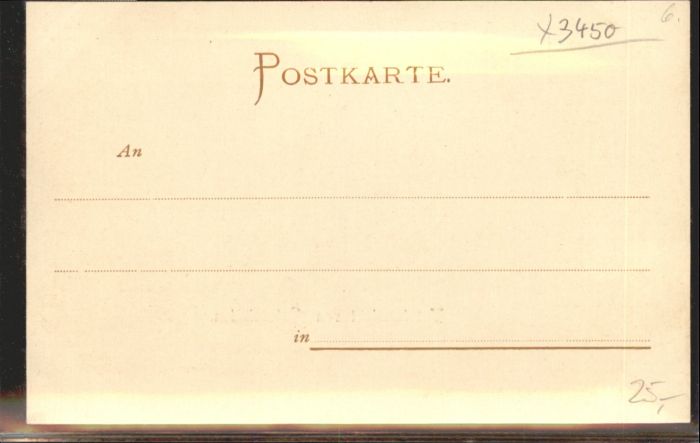 x3450
6.
POSTKARTE.
An
in
25,-